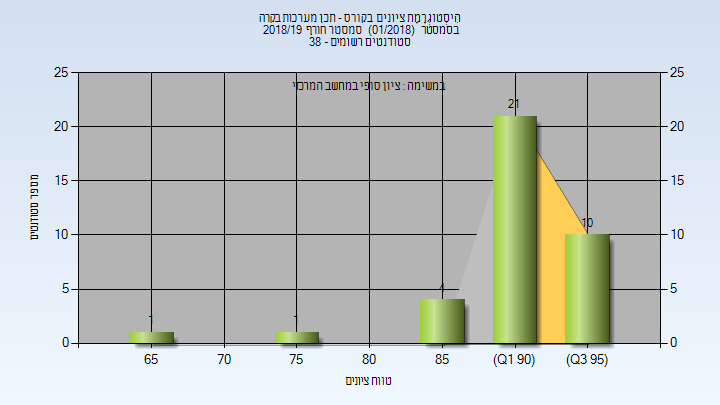 הִיסְטוֹגְרָמַת ציונים בקורס - תכן מערכות בקרה
בסמסטר (01/2018) סמסטר חורף 2018/19
סטודנטים רשומים - 38
במשימה : ציון סופי במחשב המרכזי
25
20
15
10
5
0
25
20
15
10
5
0
מספר סטודנטים
1
1
4
21
10
65
70
75
80
85
(Q1 90)
(Q3 95)
טווח ציונים